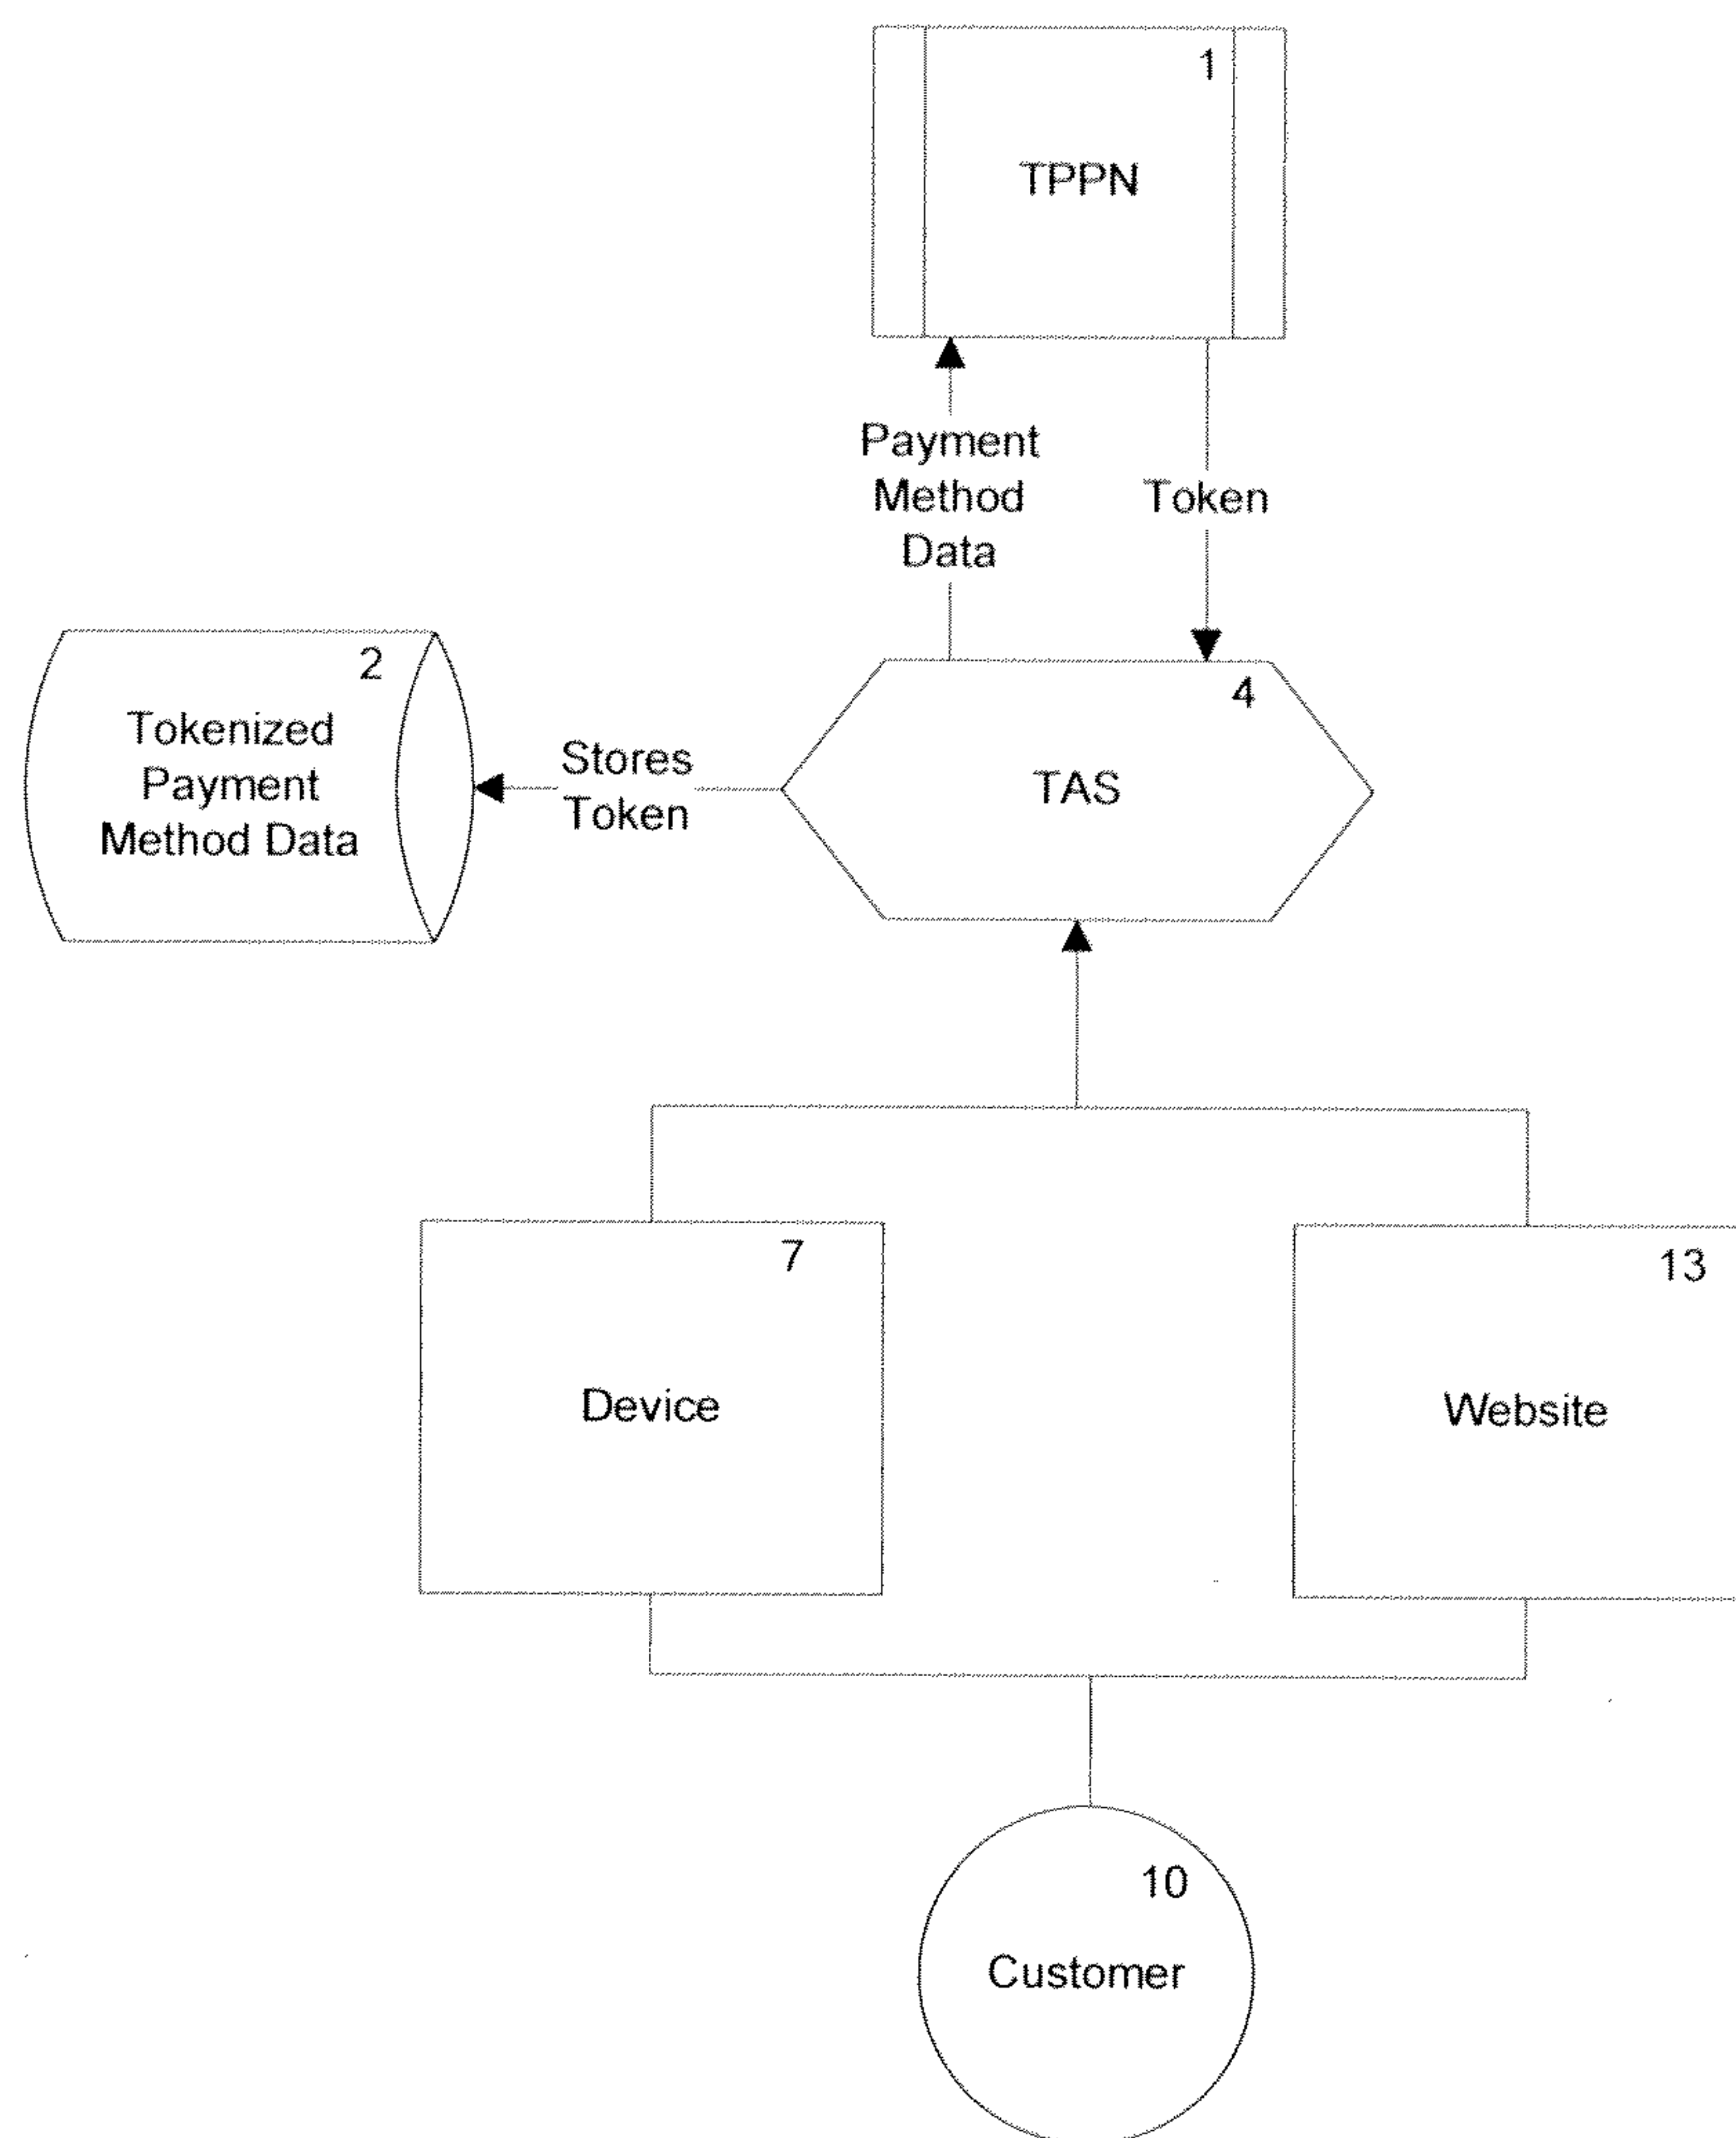 1
TPPN
Payment
Method
Data
Token
2
Tokenized
Payment
Method Data
Stores
Token
4
TAS
7
Device
13
Website
10
Customer